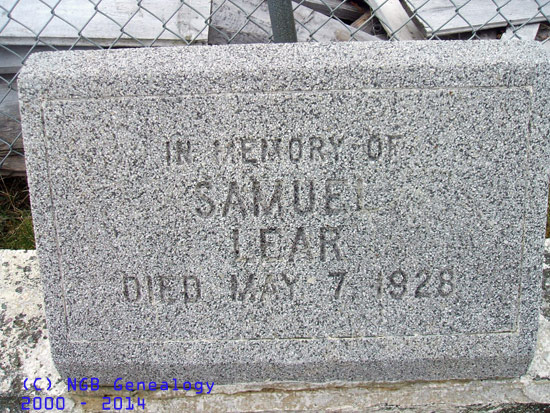 IN MEMORY OF
SAMUEL
LEAR
DIED MAY 7, 1928
(C) NGB Genealogy
2000 - 2014